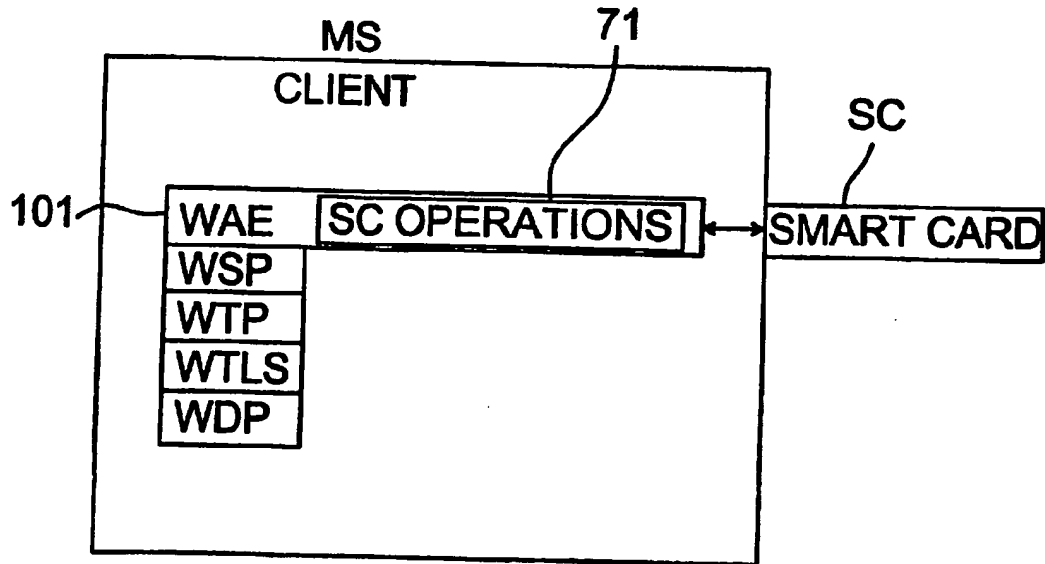 71
MS
CLIENT
SC
101
WAE
SC OPERATIONS
SMART CARD
WSP
WTP
WTLS
WDP